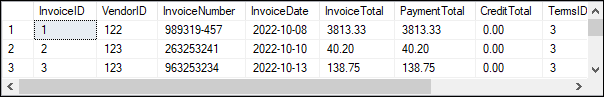 InvoiceID VendorID InvoiceNumber InvoiceDate InvoiceTotal PaymentTotal CreditTotal TermsID
1 1 122 989319-457 2022-10-08 3813.33 3813.33 0.00 3
2 2 123 263253241 2022-10-10 40.20 40.20 0.00 3
3 3 123 963253234 2022-10-13 138.75 138.75 0.00 3